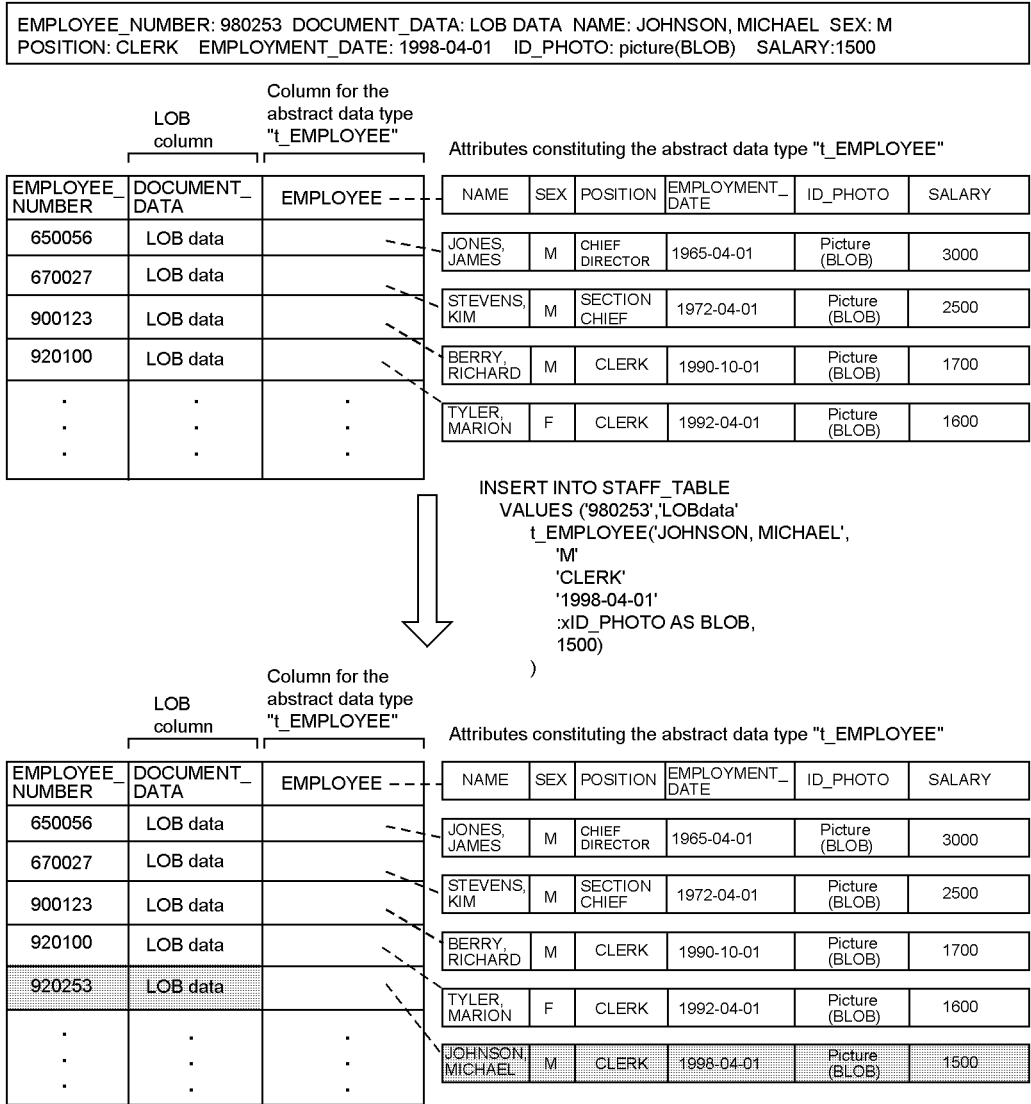 EMPLOYEE_NUMBER: 980253 DOCUMENT_DATA: LOB DATA NAME: JOHNSON, MICHAEL SEX: M
POSITION: CLERK EMPLOYMENT_DATE: 1998-04-01 ID_PHOTO: picture(BLOB) SALARY:1500
LOB
column
Column for the
abstract data type
"t_EMPLOYEE"
Attributes constituting the abstract data type "t_EMPLOYEE"
EMPLOYEE_
NUMBER
DOCUMENT_
DATA
EMPLOYEE
NAME SEX POSITION EMPLOYMENT_
DATE
ID_PHOTO SALARY
650056 LOB data
JONES,
JAMES
M
CHIEF
DIRECTOR
1965-04-01
Picture
(BLOB)
3000
670027 LOB data
STEVENS,
KIM
M
SECTION
CHIEF
1972-04-01
Picture
(BLOB)
2500
900123 LOB data
BERRY,
RICHARD
M
CLERK
1990-10-01
Picture
(BLOB)
1700
920100 LOB data
TYLER,
MARION
F
CLERK
1992-04-01
Picture
(BLOB)
1600
INSERT INTO STAFF_TABLE
VALUES ('980253','LOBdata'
t_EMPLOYEE('JOHNSON, MICHAEL',
'M'
'CLERK'
'1998-04-01'
:xID_PHOTO AS BLOB,
1500)
)
LOB
column
Column for the
abstract data type
"t_EMPLOYEE"
Attributes constituting the abstract data type "t_EMPLOYEE"
EMPLOYEE_
NUMBER
DOCUMENT_
DATA
EMPLOYEE
NAME SEX POSITION EMPLOYMENT_
DATE
ID_PHOTO SALARY
650056 LOB data
JONES,
JAMES
M
CHIEF
DIRECTOR
1965-04-01
Picture
(BLOB)
3000
670027 LOB data
STEVENS,
KIM
M
SECTION
CHIEF
1972-04-01
Picture
(BLOB)
2500
900123 LOB data
BERRY,
RICHARD
M
CLERK
1990-10-01
Picture
(BLOB)
1700
920100 LOB data
TYLER,
MARION
F
CLERK
1992-04-01
Picture
(BLOB)
1600
920253 LOB data
JOHNSON,
MICHAEL
M
CLERK
1998-04-01
Picture
(BLOB)
1500